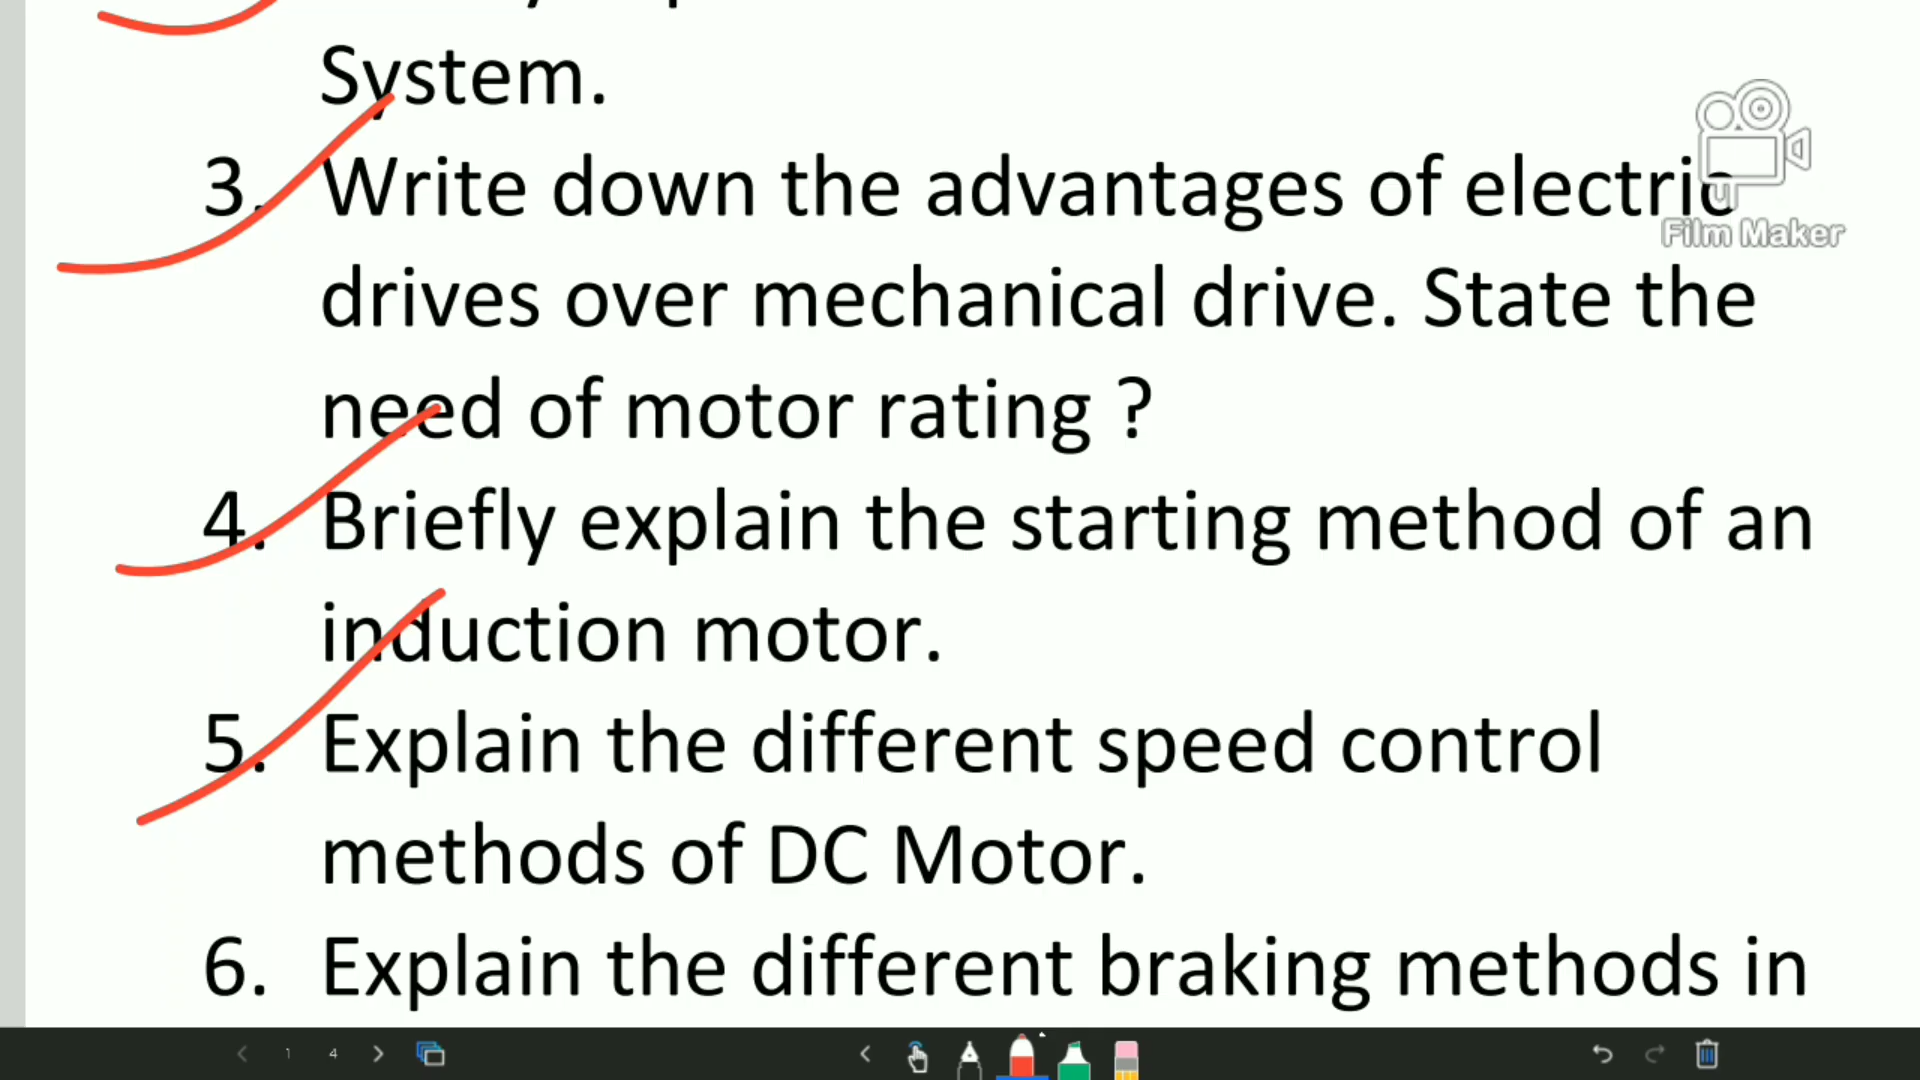 System.
3. Write down the advantages of electric
drives over mechanical drive. State the
need of motor rating ?
4. Briefly explain the starting method of an
induction motor.
5. Explain the different speed control
methods of DC Motor.
6. Explain the different braking methods in
Film Maker
1 4